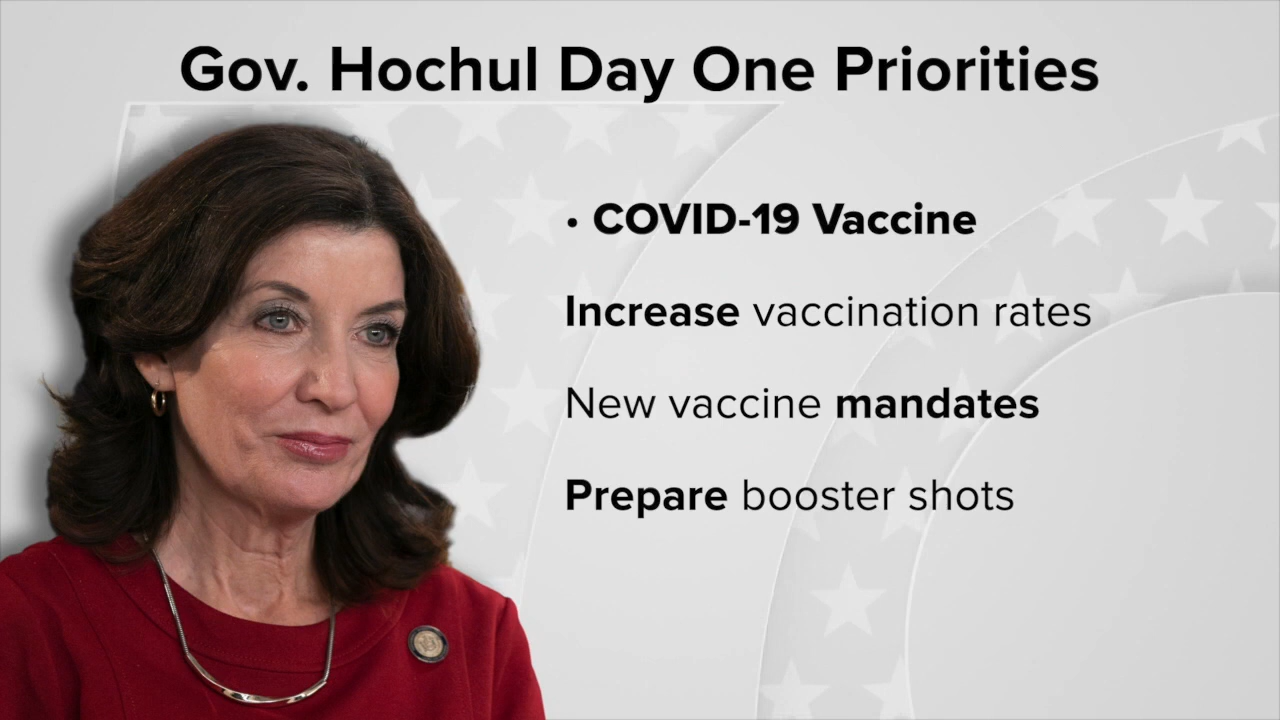 Gov. Hochul Day One Priorities
• COVID-19 Vaccine
Increase vaccination rates
New vaccine mandates
Prepare booster shots